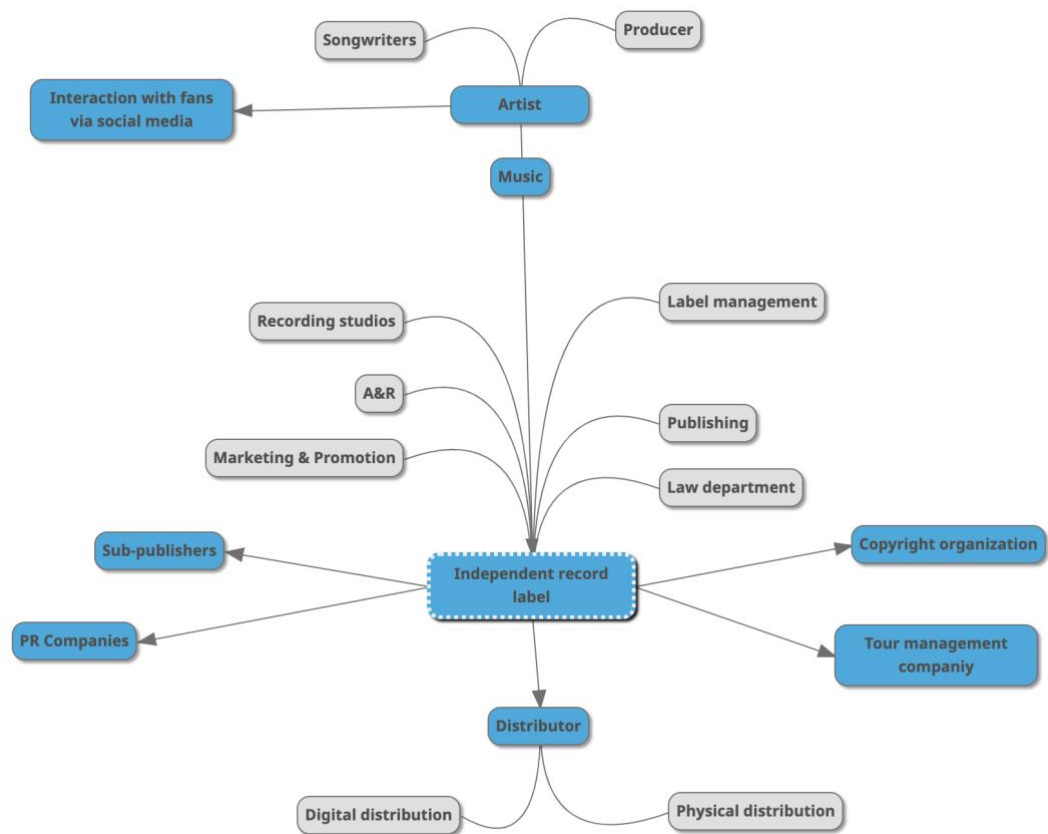 Songwriters
Producer
Interaction with fans
via social media
Artist
Music
Recording studios
Label management
A&R
Publishing
Marketing & Promotion
Law department
Sub-publishers
Copyright organization
Independent record
label
PR Companies
Tour management
companiy
Distributor
Digital distribution
Physical distribution